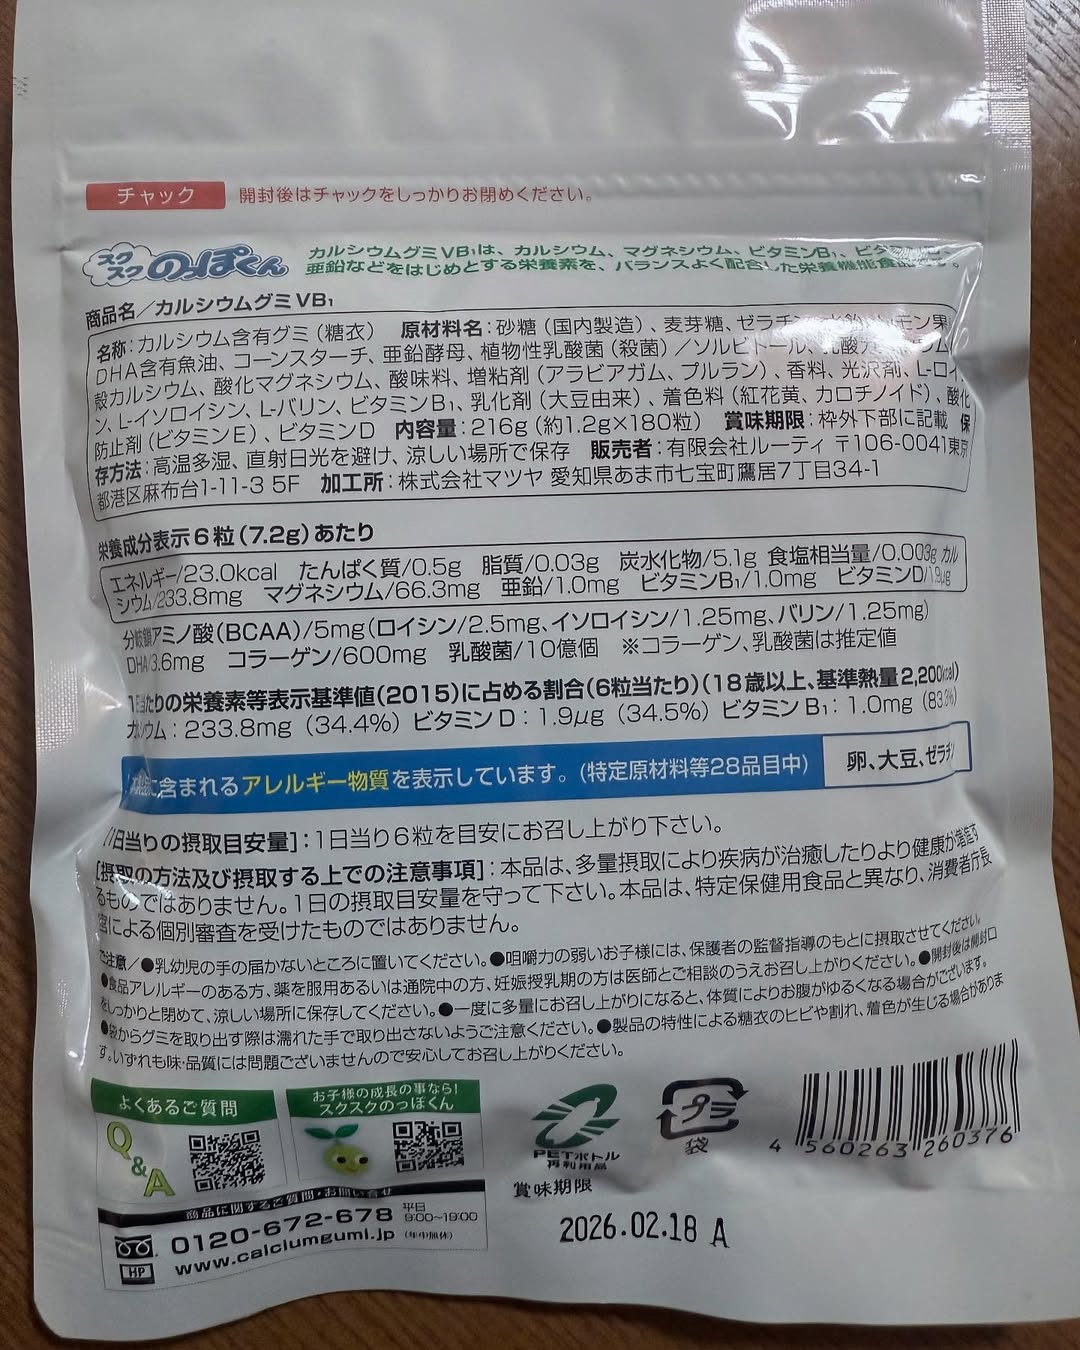 チャック 開封後はチャックをしっかりお閉めください。
スクスクのっぽくん
カルシウムグミVB1は、カルシウム、マグネシウム、ビタミンB1、
亜鉛などをはじめとする栄養素を、バランスよく配合した栄養機能食品です。
商品名／カルシウムグミVB1
名称：カルシウム含有グミ（糖衣） 原材料名：砂糖（国内製造）、麦芽糖、ゼラチン、水飴、
DHA含有魚油、コーンスターチ、亜鉛酵母、植物性乳酸菌（殺菌）／ソルビトール、
殻カルシウム、酸化マグネシウム、酸味料、増粘剤（アラビアガム、プルラン）、香料、光沢剤、L-ロイ
ン、L-イソロイシン、L-バリン、ビタミンB1、乳化剤（大豆由来）、着色料（紅花黄、カロチノイド）、酸化
防止剤（ビタミンE）、ビタミンD 内容量：216g（約1.2g×180粒） 賞味期限：枠外下部に記載 保
存方法：高温多湿、直射日光を避け、涼しい場所で保存 販売者：有限会社ルーティ 〒106-0041東京
都港区麻布台1-11-3 5F 加工所：株式会社マツヤ 愛知県あま市七宝町鷹居7丁目34-1
栄養成分表示6粒（7.2g）あたり
エネルギー/23.0kcal たんぱく質/0.5g 脂質/0.03g 炭水化物/5.1g 食塩相当量/0.003g カル
シウム/233.8mg マグネシウム/66.3mg 亜鉛/1.0mg ビタミンB1/1.0mg ビタミンD/1.9μg
分岐鎖アミノ酸（BCAA）/5mg（ロイシン/2.5mg、イソロイシン/1.25mg、バリン/1.25mg）
DHA/3.6mg コラーゲン/600mg 乳酸菌/10億個 ※コラーゲン、乳酸菌は推定値
1日当たりの栄養素等表示基準値（2015）に占める割合（6粒当たり）（18歳以上、基準熱量2,200kcal）
カルシウム：233.8mg（34.4%）ビタミンD：1.9μg（34.5%）ビタミンB1：1.0mg
に含まれるアレルギー物質を表示しています。（特定原材料等28品目中） 卵、大豆、ゼラチン
[1日当りの摂取目安量]：1日当り6粒を目安にお召し上がり下さい。
[摂取の方法及び摂取する上での注意事項]：本品は、多量摂取により疾病が治癒したりより健康が増進す
るものではありません。1日の摂取目安量を守って下さい。本品は、特定保健用食品と異なり、消費者庁長
官による個別審査を受けたものではありません。
ご注意／●乳幼児の手の届かないところに置いてください。●咀嚼力の弱いお子様には、保護者の監督指導のもとに摂取させてください。
●食品アレルギーのある方、薬を服用あるいは通院中の方、妊娠授乳期の方は医師とご相談のうえお召し上がりください。●開封後は開封口
をしっかりと閉めて、涼しい場所に保存してください。●一度に多量にお召し上がりになると、体質によりお腹がゆるくなる場合がございます。
●袋からグミを取り出す際は濡れた手で取り出さないようご注意ください。●製品の特性による糖衣のヒビや割れ、着色が生じる場合がありま
す。いずれも味・品質には問題ございませんので安心してお召し上がりください。
よくあるご質問
Q&A
お子様の成長の事なら！
スクスクのっぽくん
PETボトル
再利用品
プラ
袋
4 560263 260376
商品に関するご質問・お問い合せ
0120-672-678 平日 9:00～19:00
HP www.calciumgumi.jp （年中無休）
賞味期限
2026.02.18 A